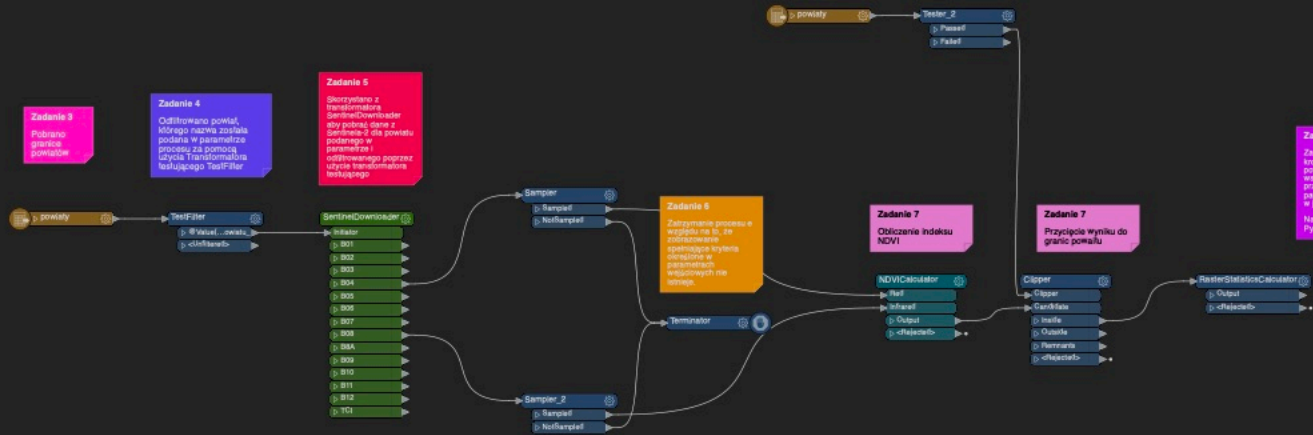 powiaty
Tester_2
Passed
Failed
Zadanie 3
Pobrano
granice
powiatów
Zadanie 4
Odfiltrowano powiat,
którego nazwa została
podana w parametrze
procesu za pomocą
użycia Transformatora
testującego TestFilter
Zadanie 5
Skorzystano z
transformatora
SentinelDownloader
aby pobrać dane z
Sentinela-2 dla powiatu
podanego w
parametrze i
odfiltrowanego poprzez
użycie transformatora
testującego
powiaty
TestFilter
@Value(...owiatu_
<Unfiltered>
SentinelDownloader
Initiator
B01
B02
B03
B04
B05
B06
B07
B08
B8A
B09
B10
B11
B12
TCI
Sampler
Sampled
NotSampled
Sampler_2
Sampled
NotSampled
Zadanie 6
Zatrzymanie procesu e
względu na to, że
zobrazowanie
spełniające kryteria
określone w
parametrach
wejściowych nie
istnieje.
Terminator
Zadanie 7
Obliczenie indeksu
NDVI
NDVICalculator
Red
Infrared
Output
<Rejected>
Zadanie 7
Przycięcie wyniku do
granic powaitu
Clipper
Clipper
Candidate
Inside
Outside
Remnants
<Rejected>
RasterStatisticsCalculator
Output
<Rejected>